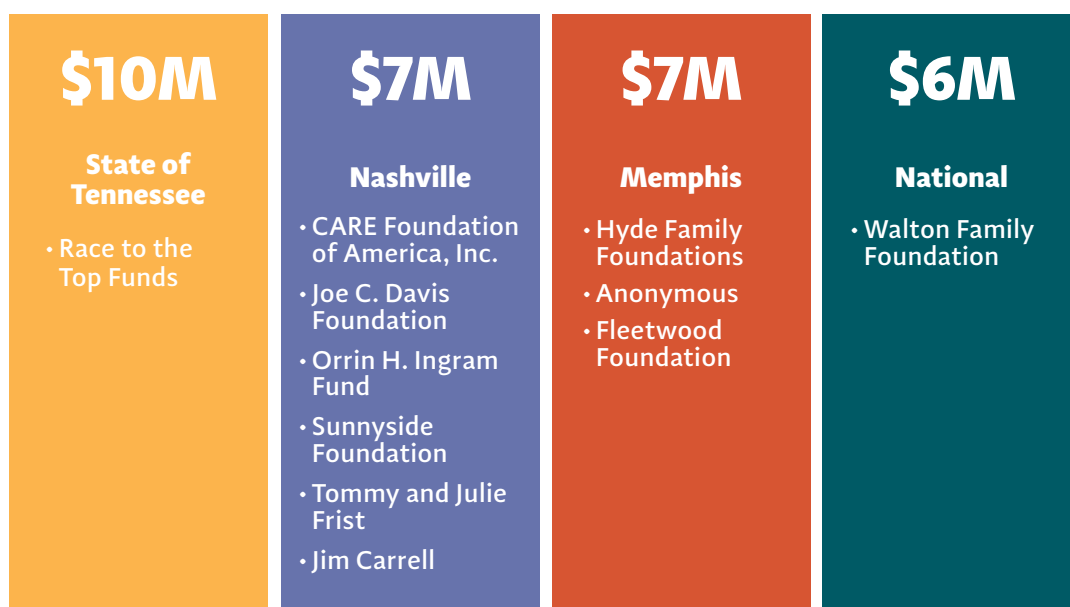 $10M
State of
Tennessee
• Race to the
Top Funds
$7M
Nashville
• CARE Foundation
of America, Inc.
• Joe C. Davis
Foundation
• Orrin H. Ingram
Fund
• Sunnyside
Foundation
• Tommy and Julie
Frist
• Jim Carrell
$7M
Memphis
• Hyde Family
Foundations
• Anonymous
• Fleetwood
Foundation
$6M
National
• Walton Family
Foundation